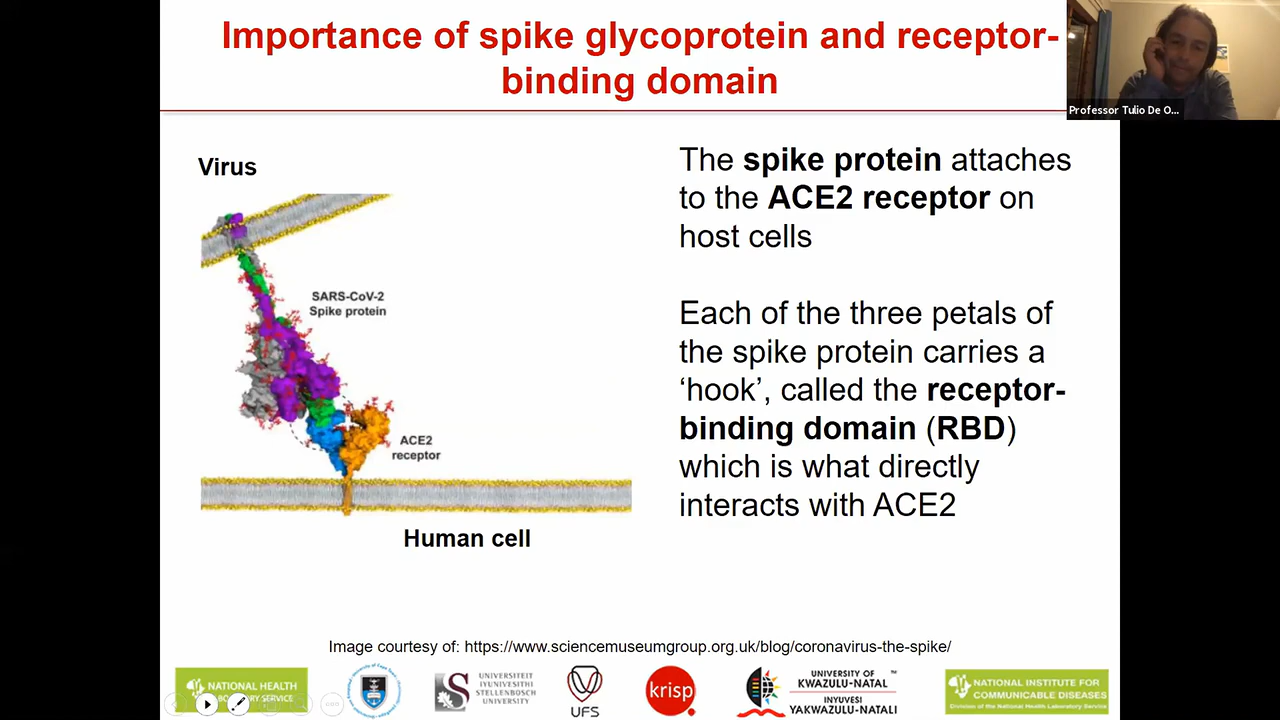 Importance of spike glycoprotein and receptor-
binding domain
Professor Tulio De O...
Virus
SARS-CoV-2
Spike protein
ACE2
receptor
Human cell
The spike protein attaches
to the ACE2 receptor on
host cells
Each of the three petals of
the spike protein carries a
‘hook’, called the receptor-
binding domain (RBD)
which is what directly
interacts with ACE2
Image courtesy of: https://www.sciencemuseumgroup.org.uk/blog/coronavirus-the-spike/
NATIONAL HEALTH
SERVICE
UNIVERSITEIT
IYUNIVESITHI
STELLENBOSCH
UNIVERSITY
UFS
krisp
UNIVERSITY OF
KWAZULU-NATAL
INYUVESI
YAKWAZULU-NATALI
NATIONAL INSTITUTE FOR
COMMUNICABLE DISEASES
Division of the National Health Laboratory Service